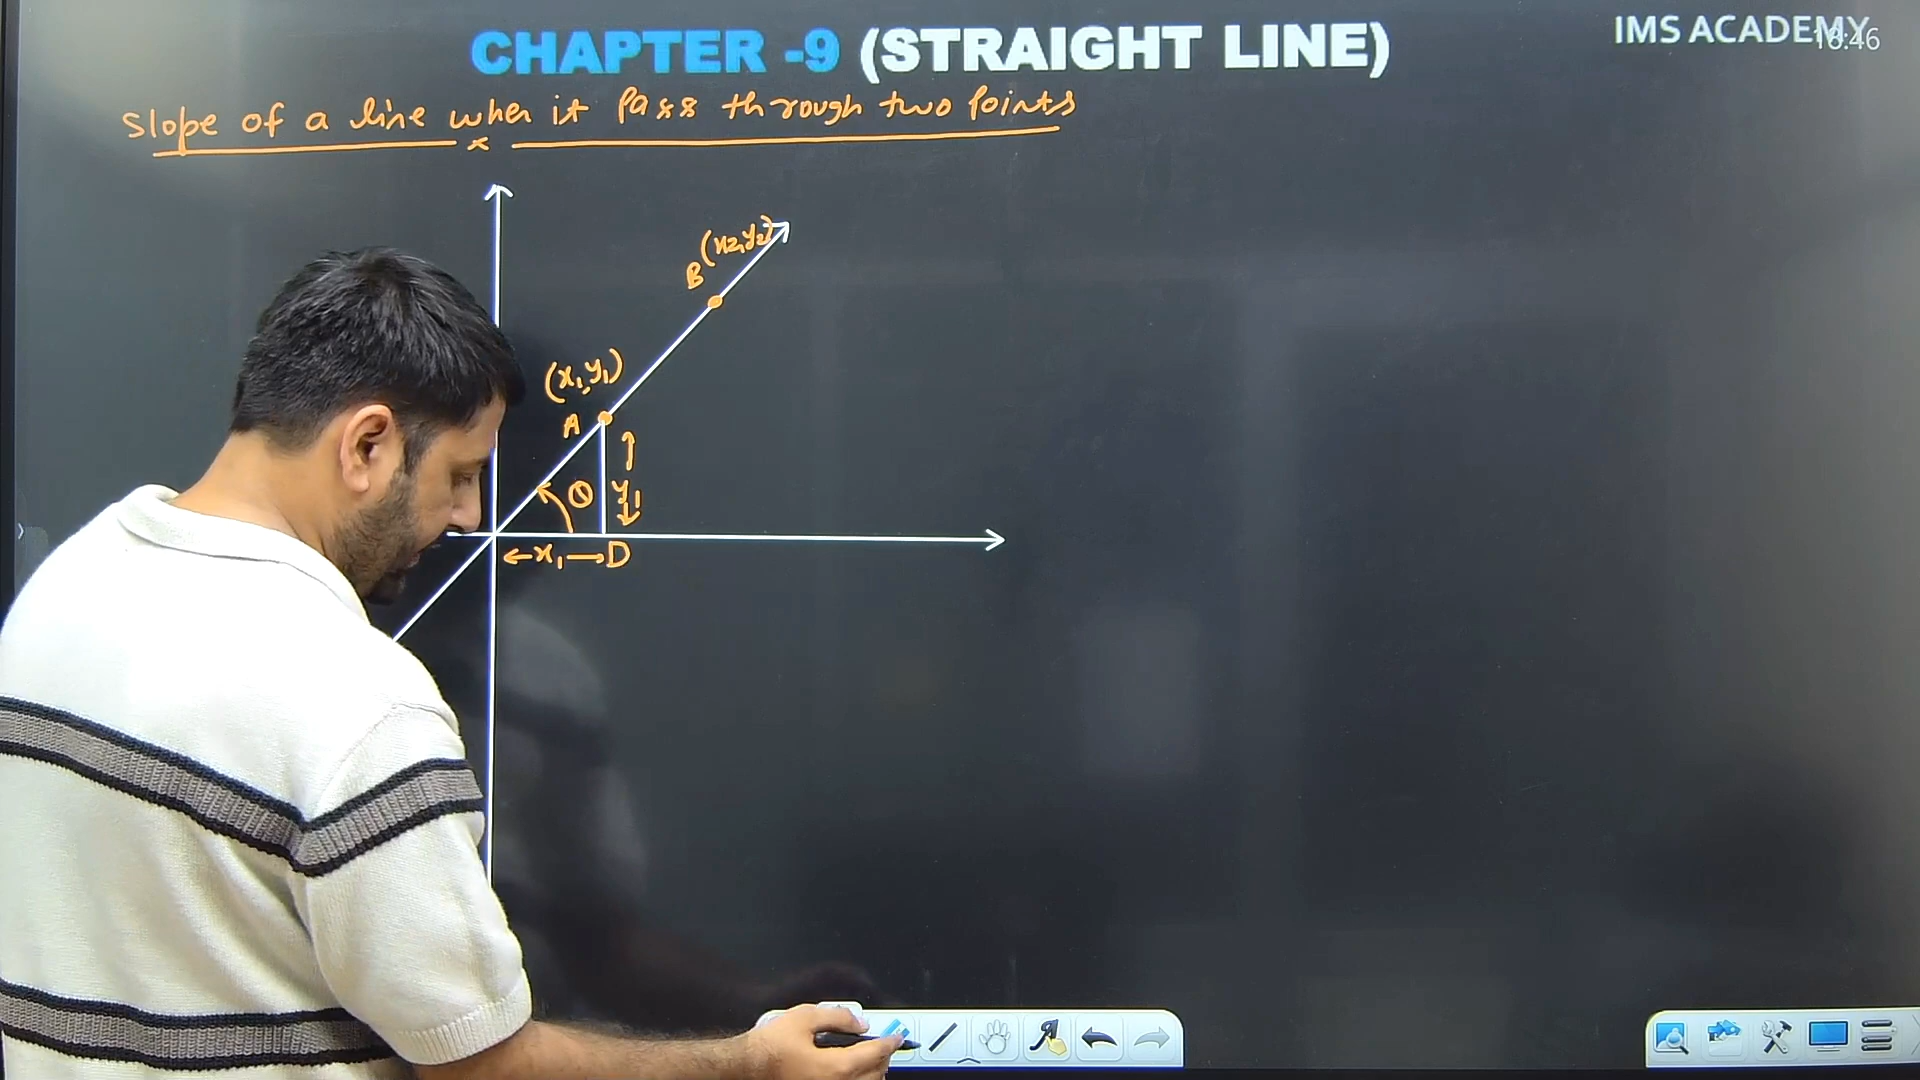 CHAPTER -9 (STRAIGHT LINE)
IMS ACADEMY
16:46
Slope of a line when it Pass through two Points
(x2,y2)
B
(x1,y1)
A
θ y1
x1 D